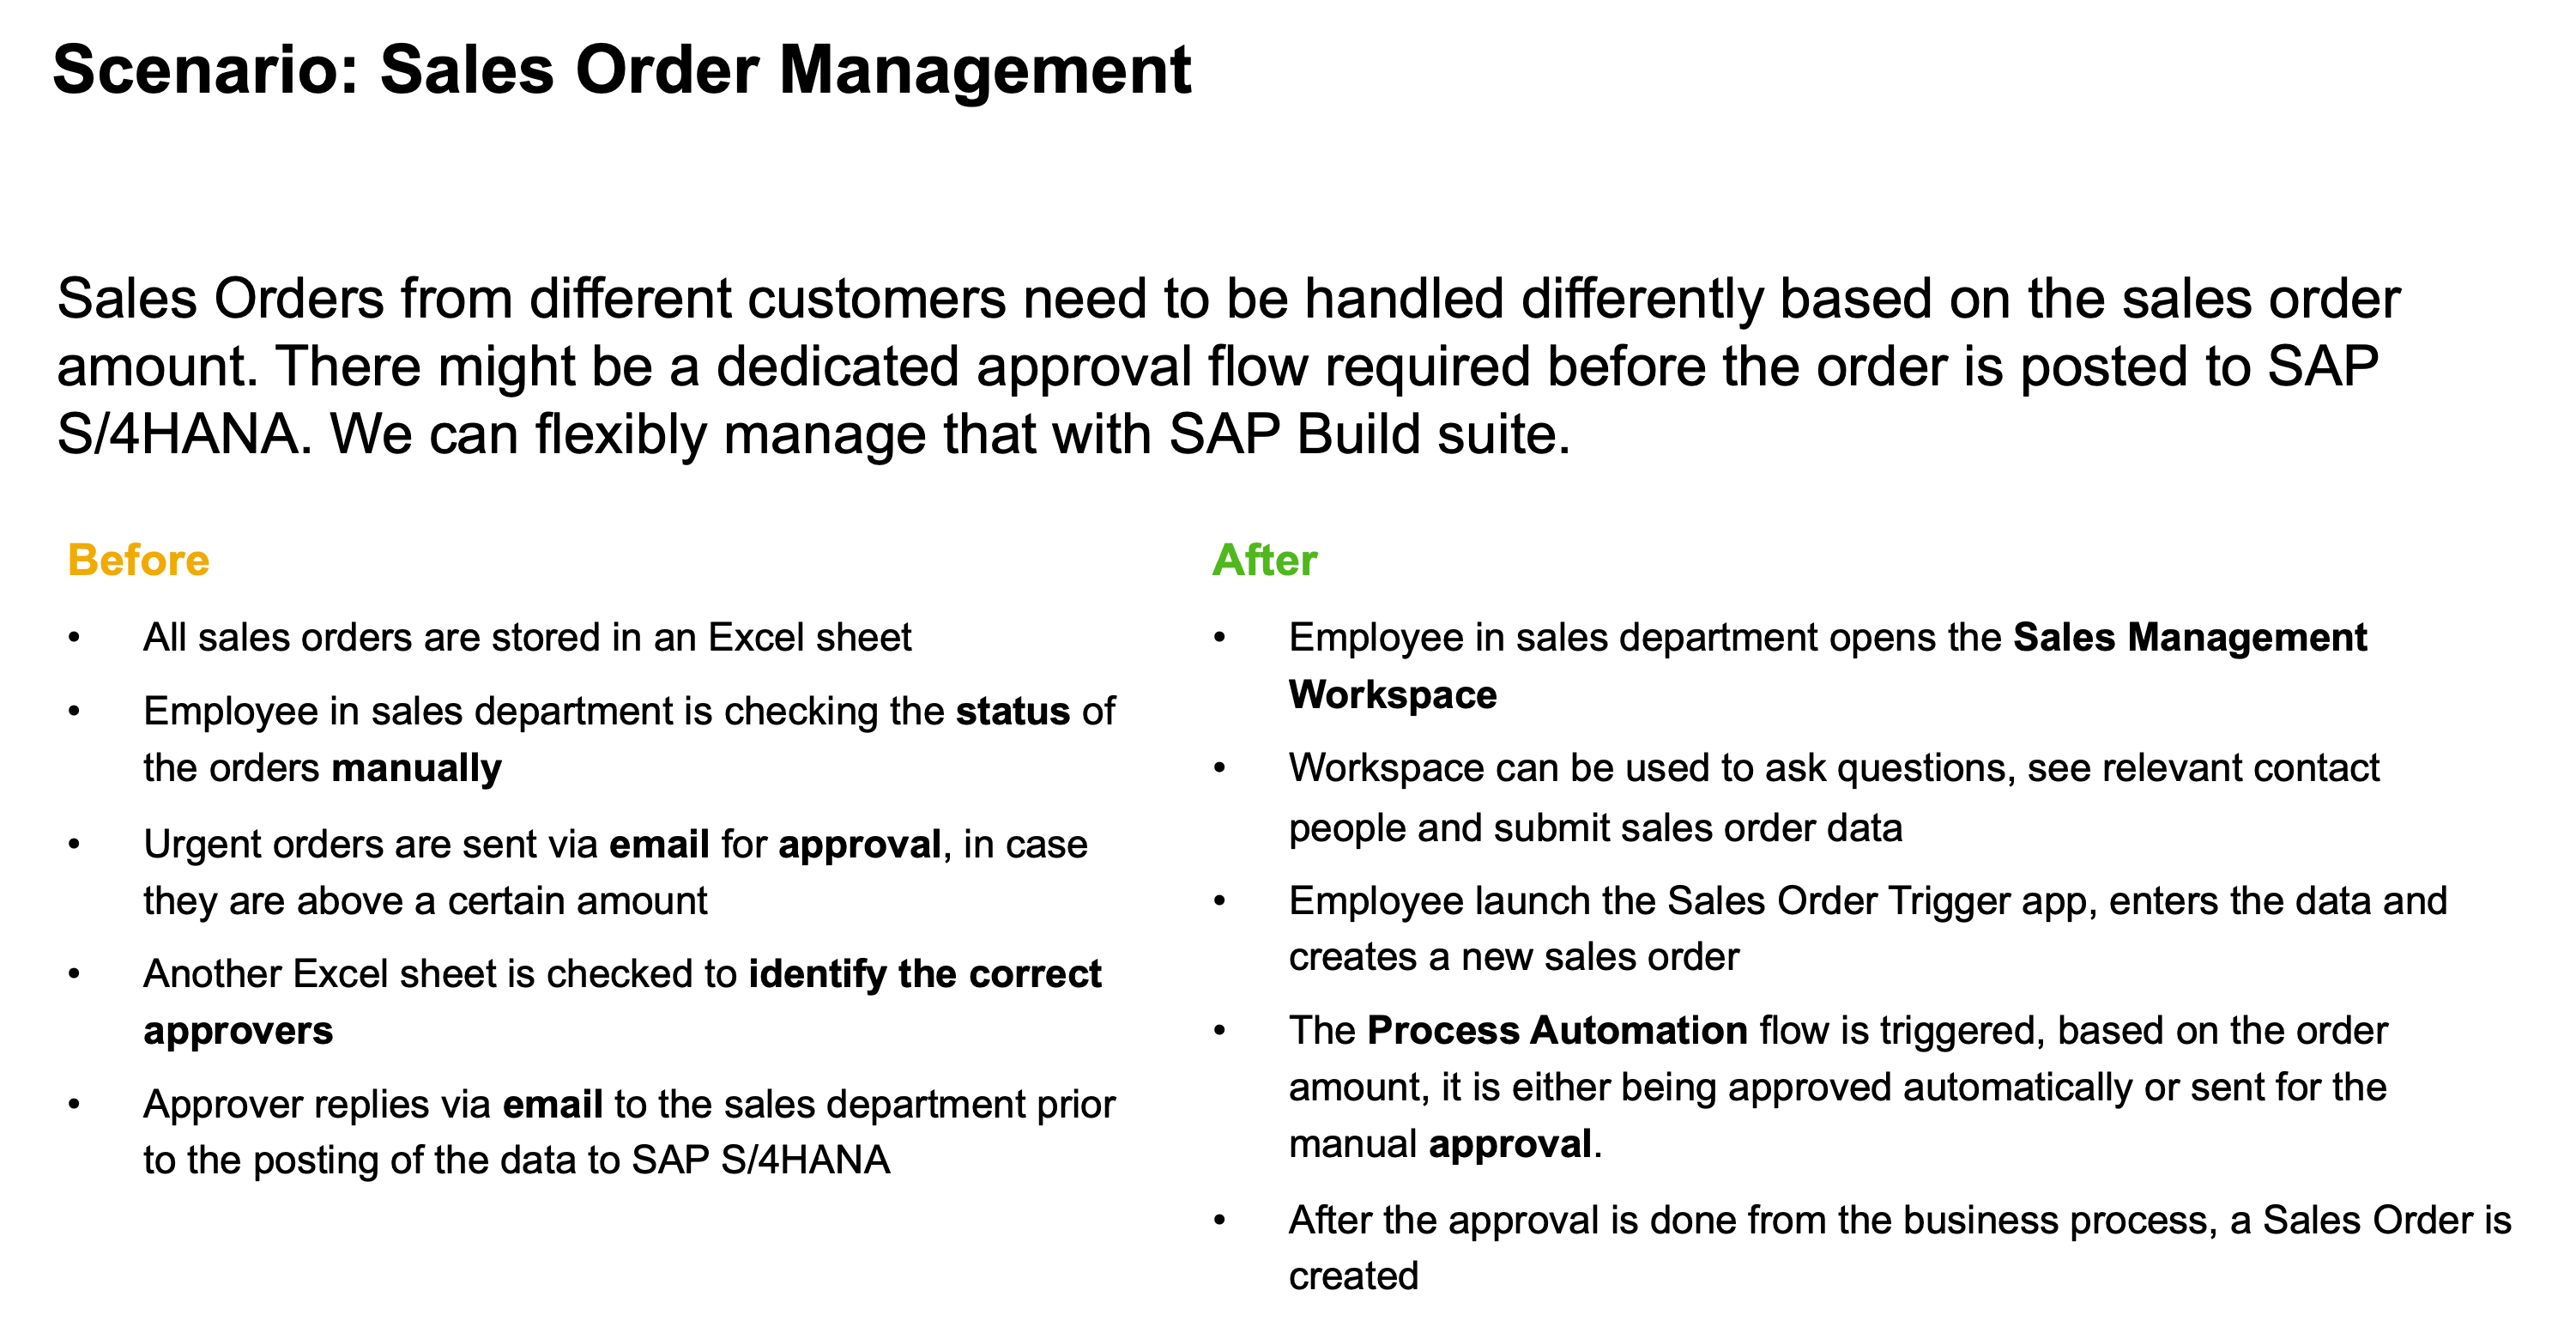 Scenario: Sales Order Management
Sales Orders from different customers need to be handled differently based on the sales order
amount. There might be a dedicated approval flow required before the order is posted to SAP
S/4HANA. We can flexibly manage that with SAP Build suite.
Before
• All sales orders are stored in an Excel sheet
• Employee in sales department is checking the status of
the orders manually
• Urgent orders are sent via email for approval, in case
they are above a certain amount
• Another Excel sheet is checked to identify the correct
approvers
• Approver replies via email to the sales department prior
to the posting of the data to SAP S/4HANA
After
• Employee in sales department opens the Sales Management
Workspace
• Workspace can be used to ask questions, see relevant contact
people and submit sales order data
• Employee launch the Sales Order Trigger app, enters the data and
creates a new sales order
• The Process Automation flow is triggered, based on the order
amount, it is either being approved automatically or sent for the
manual approval.
• After the approval is done from the business process, a Sales Order is
created